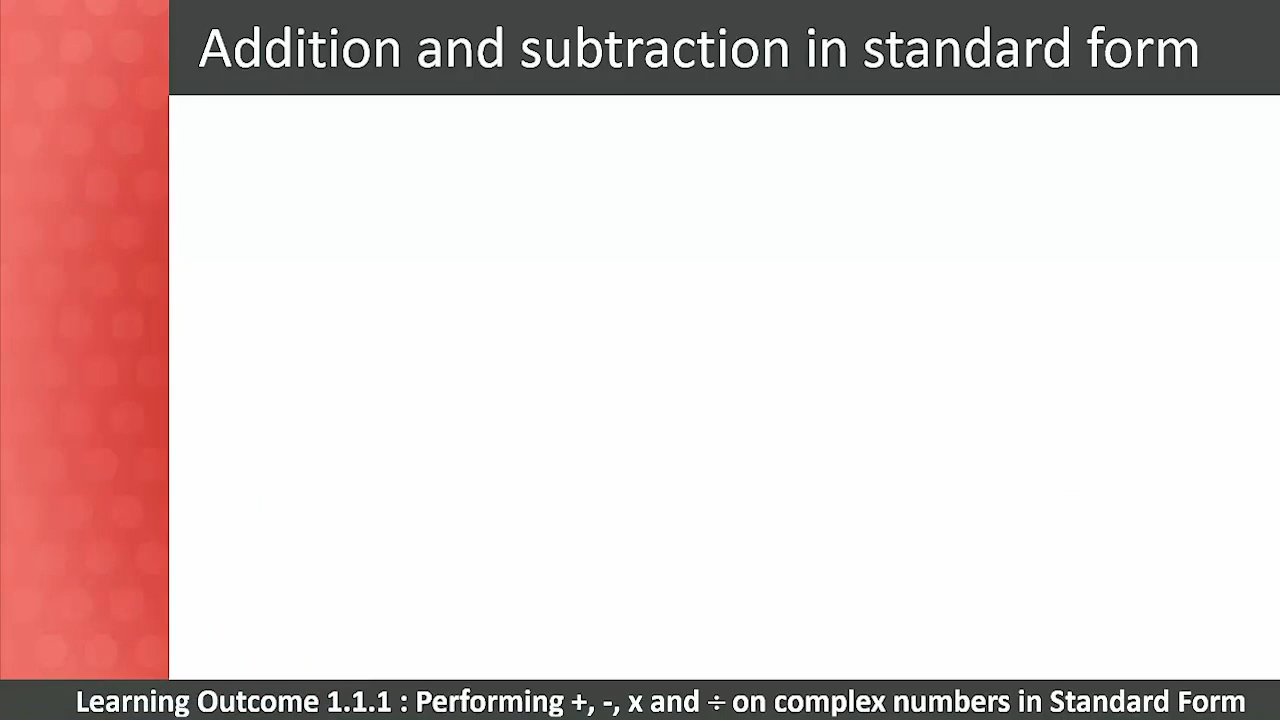 Addition and subtraction in standard form
Learning Outcome 1.1.1 : Performing +, -, x and ÷ on complex numbers in Standard Form